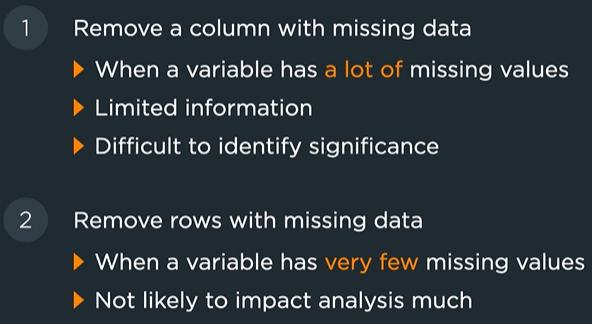 1 Remove a column with missing data
When a variable has a lot of missing values
Limited information
Difficult to identify significance
2 Remove rows with missing data
When a variable has very few missing values
Not likely to impact analysis much